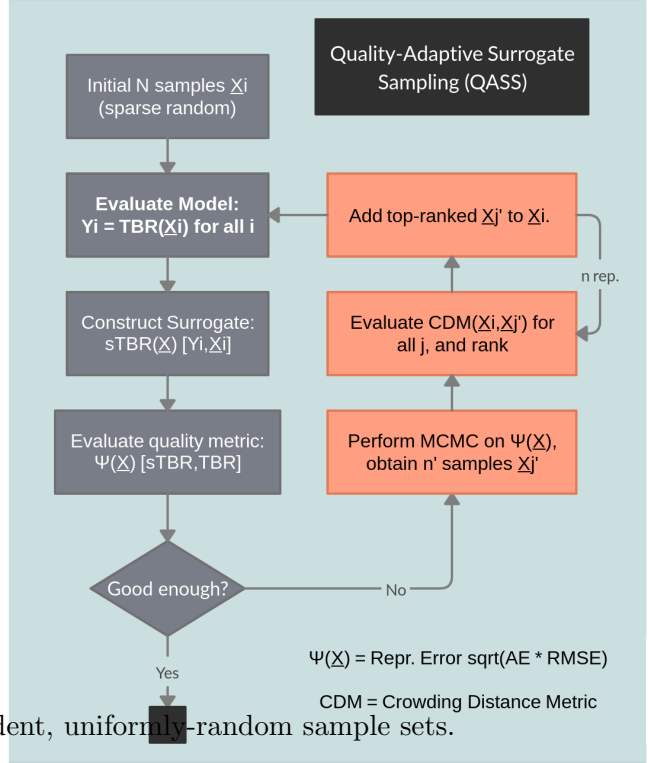 Quality-Adaptive Surrogate
Sampling (QASS)
Initial N samples Xi
(sparse random)
Evaluate Model:
Yi = TBR(Xi) for all i
Construct Surrogate:
sTBR(X) [Yi,Xi]
Evaluate quality metric:
Ψ(X) [sTBR,TBR]
Good enough?
Yes
No
Perform MCMC on Ψ(X),
obtain n' samples Xj'
Evaluate CDM(Xi,Xj') for
all j, and rank
Add top-ranked Xj' to Xi.
n rep.
Ψ(X) = Repr. Error sqrt(AE * RMSE)
CDM = Crowding Distance Metric
dent, uniformly-random sample sets.